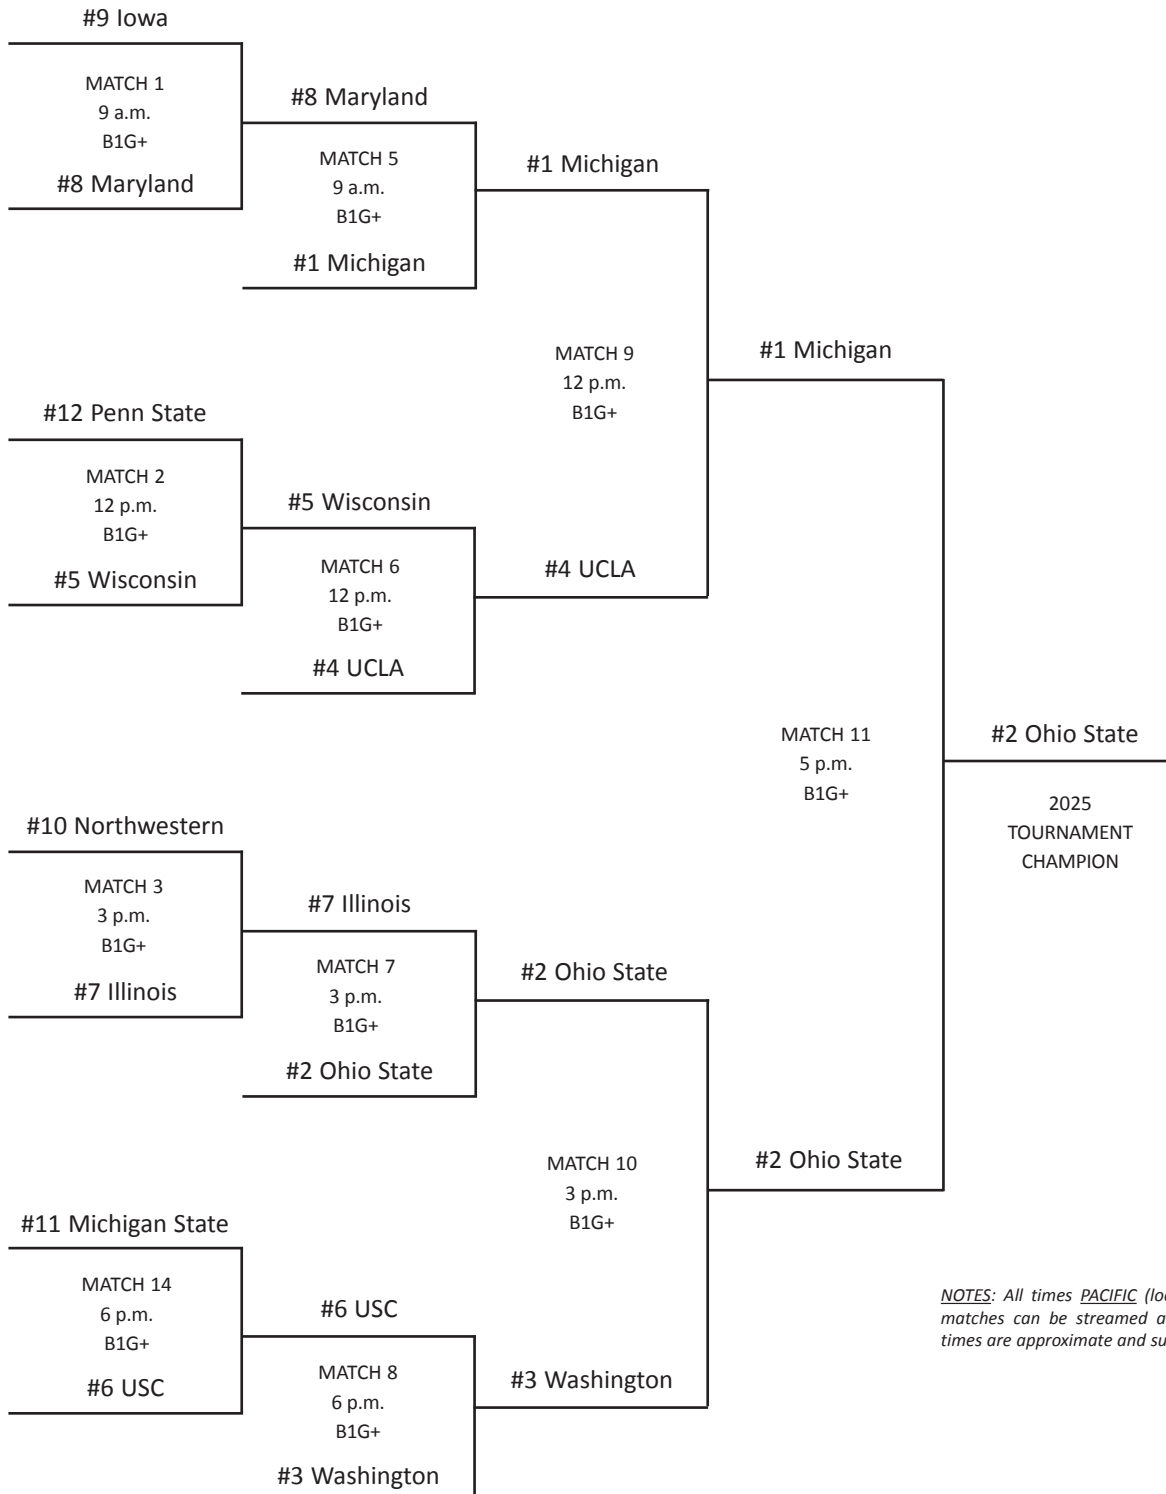 #9 Iowa
MATCH 1
9 a.m.
B1G+
#8 Maryland
#8 Maryland
MATCH 5
9 a.m.
B1G+
#1 Michigan
#1 Michigan
#12 Penn State
MATCH 2
12 p.m.
B1G+
#5 Wisconsin
#5 Wisconsin
MATCH 6
12 p.m.
B1G+
#4 UCLA
#4 UCLA
MATCH 9
12 p.m.
B1G+
#1 Michigan
#10 Northwestern
MATCH 3
3 p.m.
B1G+
#7 Illinois
#7 Illinois
MATCH 7
3 p.m.
B1G+
#2 Ohio State
#2 Ohio State
#11 Michigan State
MATCH 14
6 p.m.
B1G+
#6 USC
#6 USC
MATCH 8
6 p.m.
B1G+
#3 Washington
#3 Washington
MATCH 10
3 p.m.
B1G+
#2 Ohio State
MATCH 11
5 p.m.
B1G+
#2 Ohio State
2025
TOURNAMENT
CHAMPION
NOTES: All times PACIFIC
matches can be streamed
times are approximate and